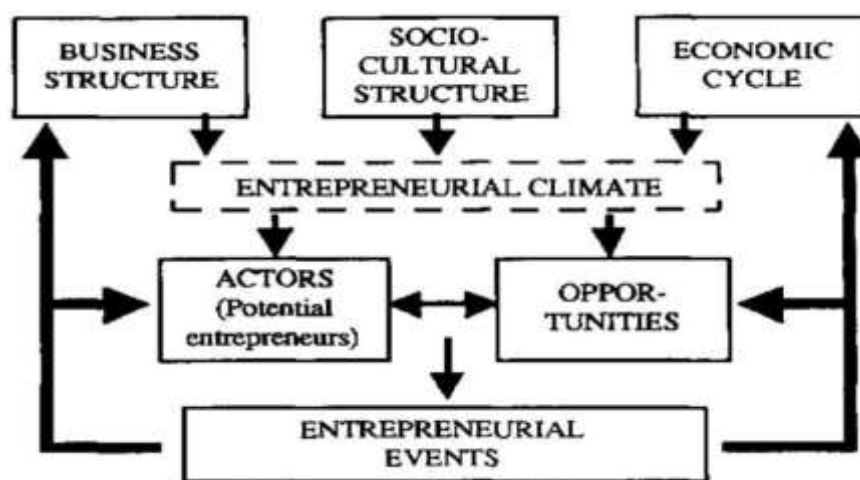 BUSINESS
STRUCTURE
SOCIO-
CULTURAL
STRUCTURE
ECONOMIC
CYCLE
ENTREPRENEURIAL CLIMATE
ACTORS
(Potential
entrepreneurs)
OPPOR-
TUNITIES
ENTREPRENEURIAL
EVENTS